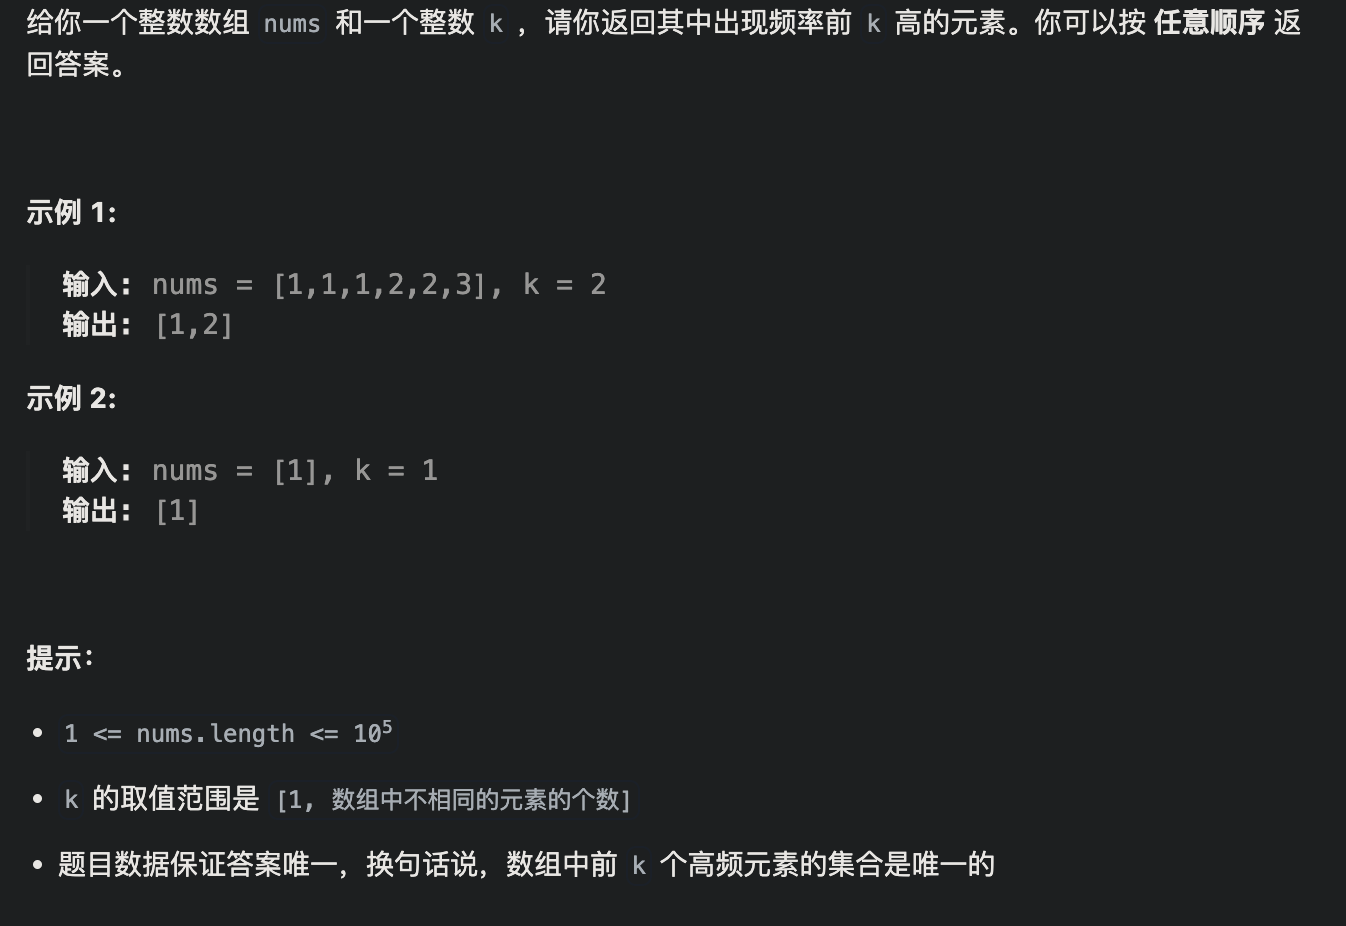 给你一个整数数组 nums 和一个整数 k ，请你返回其中出现频率前 k 高的元素。你可以按 任意顺序 返
回答案。
示例 1:
输入: nums = [1,1,1,2,2,3], k = 2
输出: [1,2]
示例 2:
输入: nums = [1], k = 1
输出: [1]
提示：
• 1 <= nums.length <= 10⁵
• k 的取值范围是 [1, 数组中不相同的元素的个数]
• 题目数据保证答案唯一，换句话说，数组中前 k 个高频元素的集合是唯一的